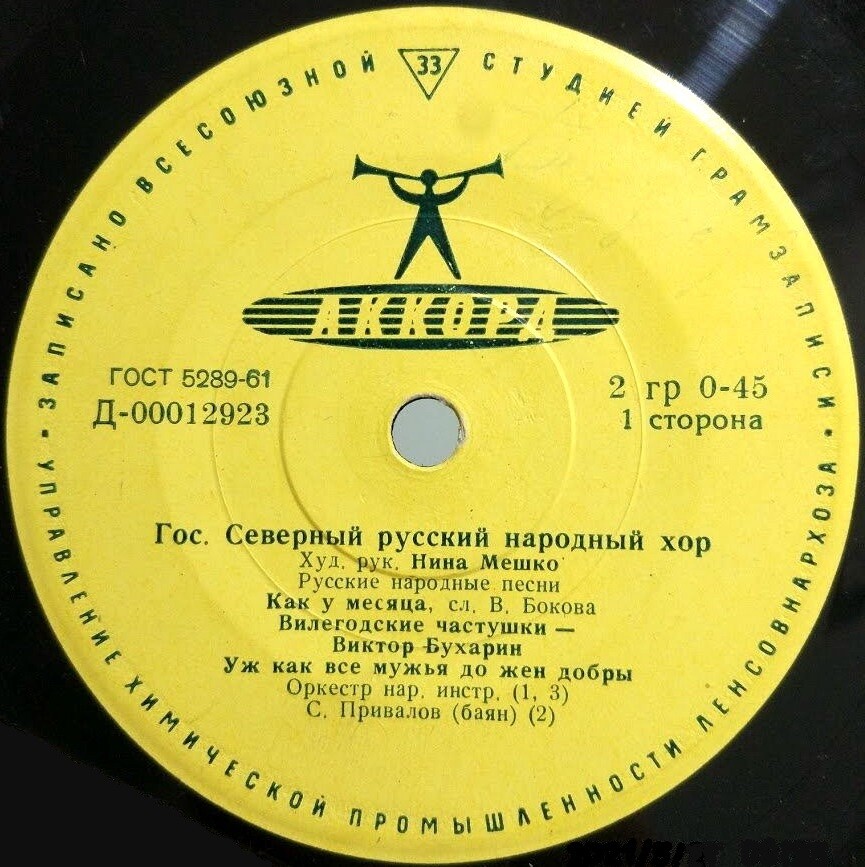 ЗАПИСАНО ВСЕСОЮЗНОЙ 33 СТУДИЕЙ ГРАМЗАПИСИ
АККОРД
ГОСТ 5289-61
Д-00012923
2 гр 0-45
1 сторона
Гос. Северный русский народный хор
Худ. рук. Нина Мешко
Русские народные песни
Как у месяца, сл. В. Бокова
Вилегодские частушки —
Виктор Бухарин
Уж как все мужья до жен добры
Оркестр нар. инстр. (1, 3)
С. Привалов (баян) (2)
• УПРАВЛЕНИЕ ХИМИЧЕСКОЙ ПРОМЫШЛЕННОСТИ ЛЕНСОВНАРХОЗА •